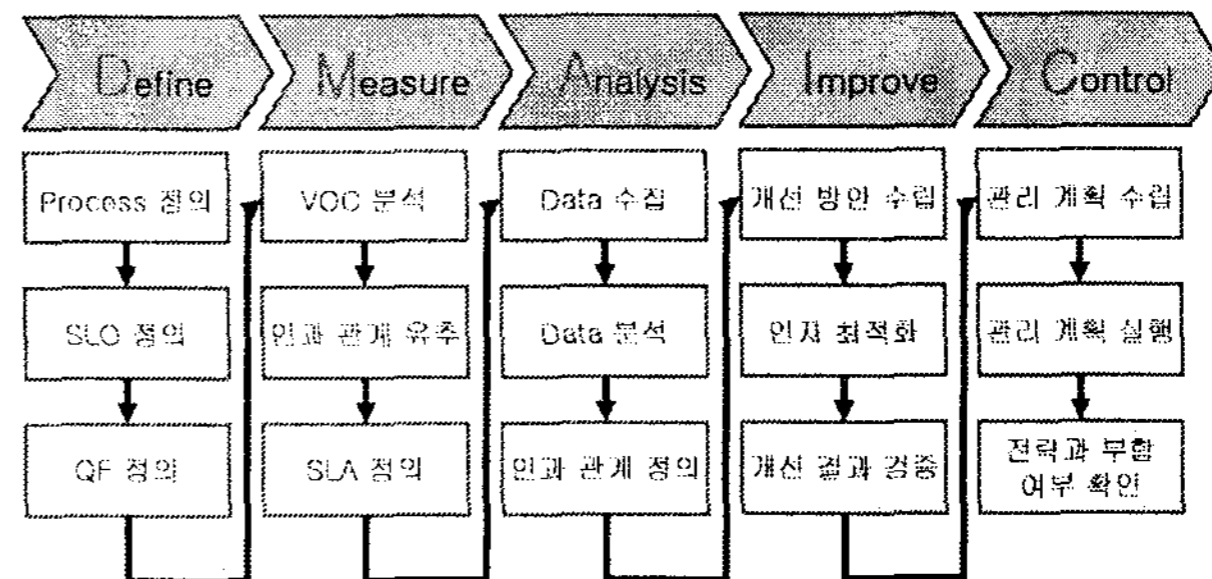 Define
Measure
Analysis
Improve
Control
Process 정의
SLO 정의
QF 정의
VOC 분석
인과 관계 유추
SLA 정의
Data 수집
Data 분석
인과 관계 정의
개선 방안 수립
인자 최적화
개선 결과 검증
관리 계획 수립
관리 계획 실행
전략과 부합
여부 확인